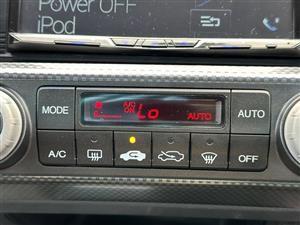 Power OFF
iPod
MODE
A/C
ON
Lo
AUTO
AUTO
A/C
OFF